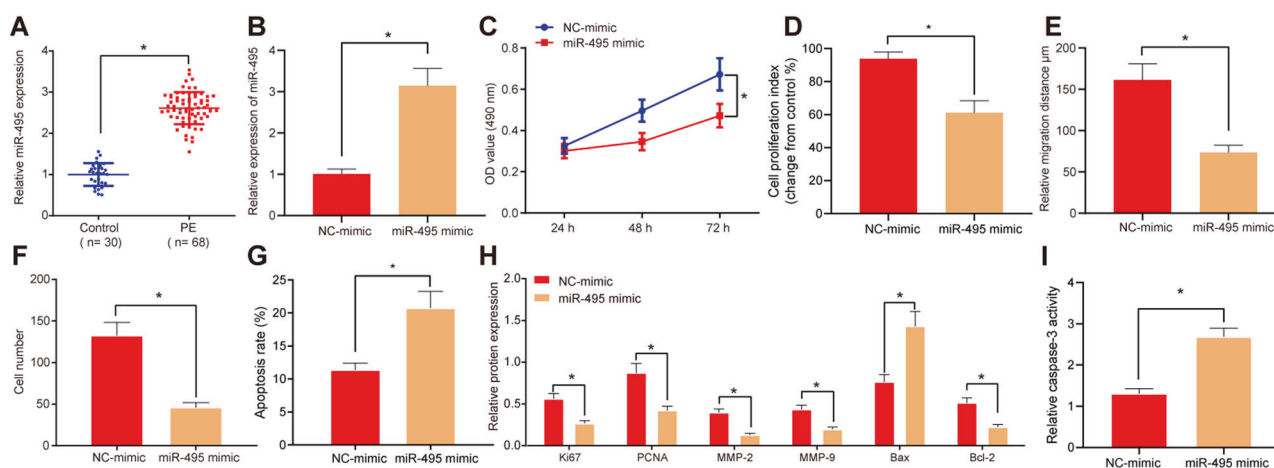 A
Relative miR-495 expression
4
3
2
1
0
*
Control
( n= 30)
PE
( n= 68)
B
Relative expression of miR-495
4
3
2
1
0
*
NC-mimic
miR-495 mimic
C
NC-mimic
miR-495 mimic
OD value (490 nm)
0.8
0.6
0.4
0.2
0.0
*
24 h
48 h
72 h
D
Cell proliferation index
(change from control %)
100
80
60
40
20
0
*
NC-mimic
miR-495 mimic
E
Relative migration distance μm
200
150
100
50
0
*
NC-mimic
miR-495 mimic
F
Cell number
200
150
100
50
0
*
NC-mimic
miR-495 mimic
G
Apoptosis rate (%)
25
20
15
10
5
0
*
NC-mimic
miR-495 mimic
H
NC-mimic
miR-495 mimic
Relative protien expression
2.0
1.5
1.0
0.5
0.0
*
*
*
*
*
*
Ki67
PCNA
MMP-2
MMP-9
Bax
Bcl-2
I
Relative caspase-3 activity
4
3
2
1
0
*
NC-mimic
miR-495 mimic